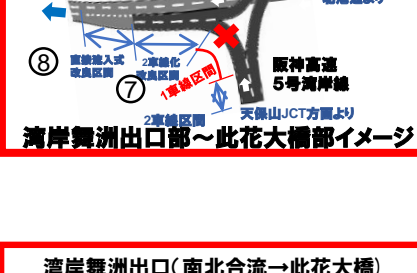 ⑧
直接流入式
改良区間
2車線化
改良区間
⑦
1車線区間
2車線区間
阪神高速
5号湾岸線
天保山JCT方面より
湾岸舞洲出口部～此花大橋部イメージ
湾岸舞洲出口(南北合流→此花大橋)